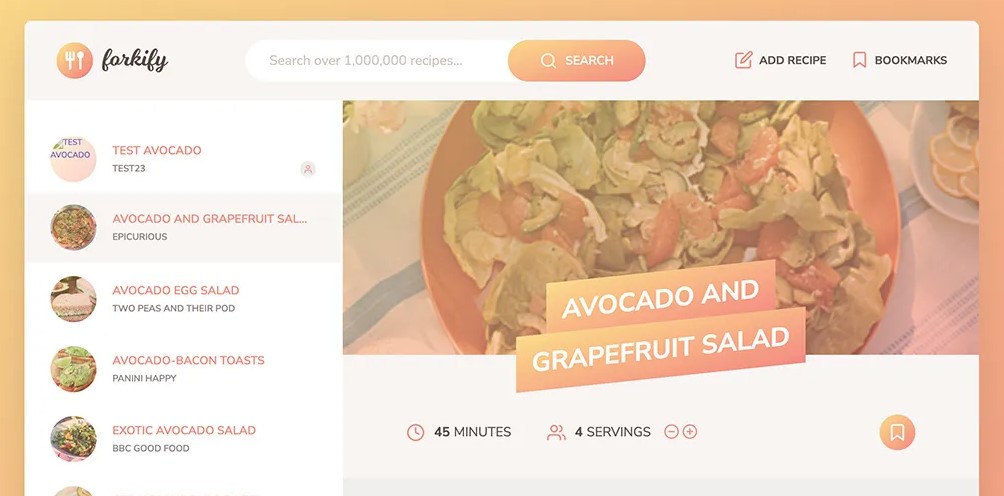 forkify
Search over 1,000,000 recipes...
SEARCH
ADD RECIPE
BOOKMARKS
TEST
AVOCADO
TEST AVOCADO
TEST23
AVOCADO AND GRAPEFRUIT SAL...
EPICURIOUS
AVOCADO EGG SALAD
TWO PEAS AND THEIR POD
AVOCADO-BACON TOASTS
PANINI HAPPY
EXOTIC AVOCADO SALAD
BBC GOOD FOOD
AVOCADO AND
GRAPEFRUIT SALAD
45 MINUTES
4 SERVINGS